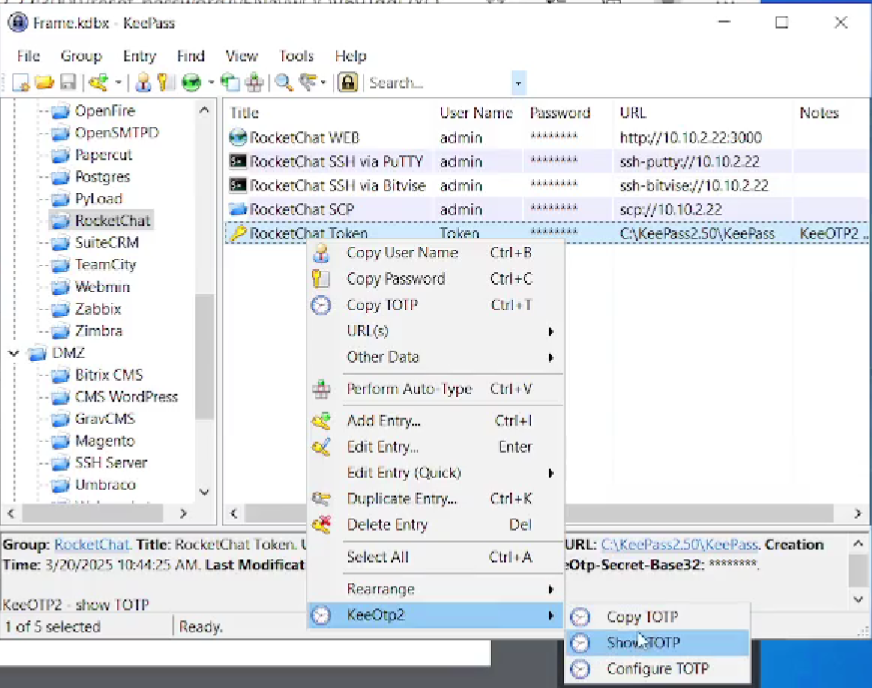 Frame.kdbx - KeePass
File Group Entry Find View Tools Help
Search...
OpenFire
OpenSMTPD
Papercut
Postgres
PyLoad
RocketChat
SuiteCRM
TeamCity
Webmin
Zabbix
Zimbra
DMZ
Bitrix CMS
CMS WordPress
GravCMS
Magento
SSH Server
Umbraco
Title User Name Password URL Notes
RocketChat WEB admin ******** http://10.10.2.22:3000
RocketChat SSH via PuTTY admin ******** ssh-putty://10.10.2.22
RocketChat SSH via Bitvise admin ******** ssh-bitvise://10.10.2.22
RocketChat SCP admin ******** scp://10.10.2.22
RocketChat Token Token ******** C:\KeePass2.50\KeePass KeeOTP2 ..
Copy User Name Ctrl+B
Copy Password Ctrl+C
Copy TOTP Ctrl+T
URL(s)
Other Data
Perform Auto-Type Ctrl+V
Add Entry... Ctrl+I
Edit Entry... Enter
Edit Entry (Quick)
Duplicate Entry... Ctrl+K
Delete Entry Del
Select All Ctrl+A
Rearrange
KeeOtp2
Copy TOTP
Show TOTP
Configure TOTP
Group: RocketChat. Title: RocketChat Token. U URL: C:\KeePass2.50\KeePass. Creation
Time: 3/20/2025 10:44:25 AM. Last Modificat eOtp-Secret-Base32: ********.
KeeOTP2 - show TOTP
1 of 5 selected Ready.